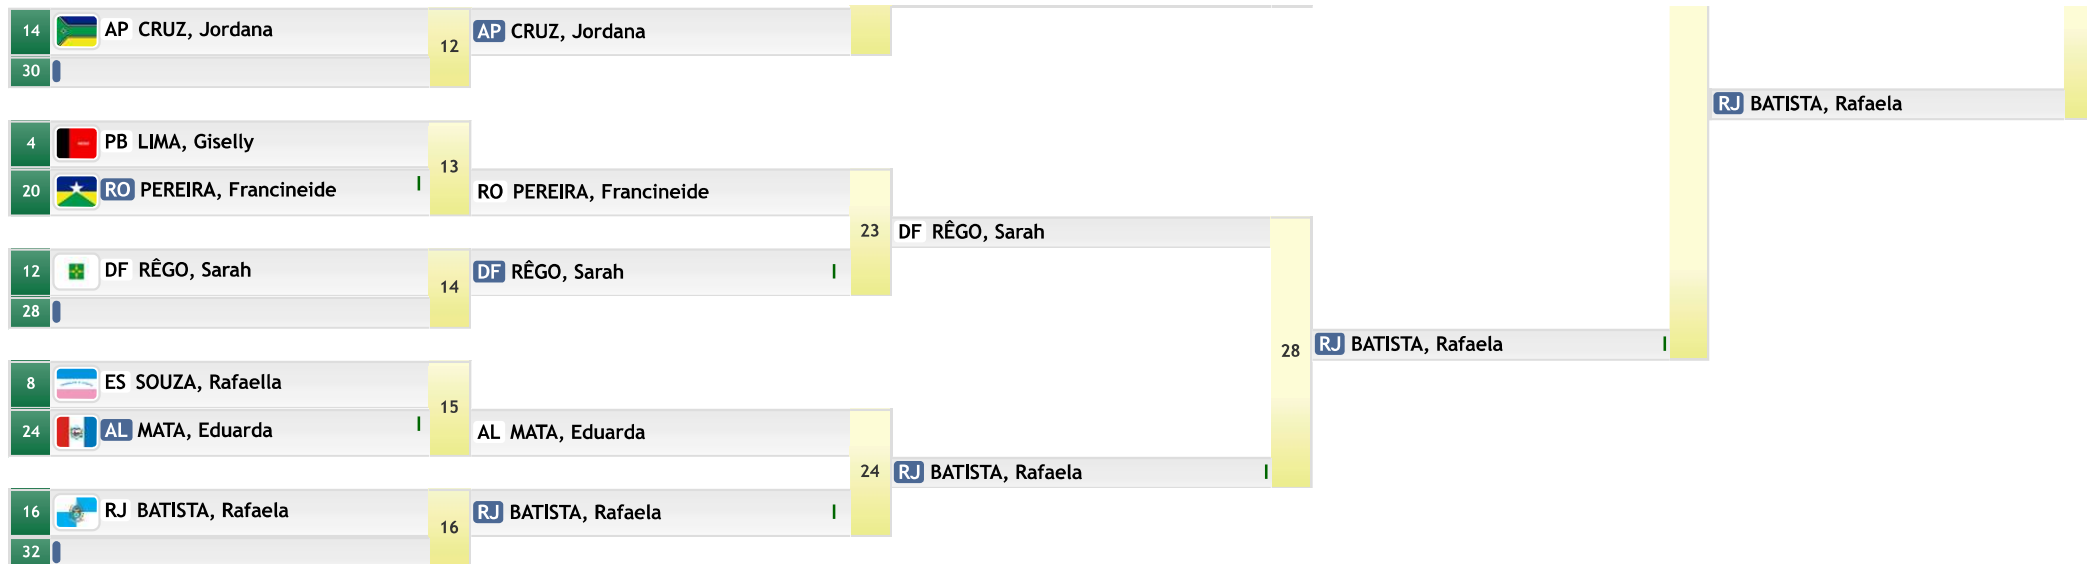 14 AP CRUZ, Jordana
30
12
AP CRUZ, Jordana
4 PB LIMA, Giselly
20 RO PEREIRA, Francineide I
13
RO PEREIRA, Francineide
12 DF RÊGO, Sarah
28
14
DF RÊGO, Sarah I
23
DF RÊGO, Sarah
8 ES SOUZA, Rafaella
24 AL MATA, Eduarda I
15
AL MATA, Eduarda
16 RJ BATISTA, Rafaela
32
16
RJ BATISTA, Rafaela I
24
RJ BATISTA, Rafaela I
28
RJ BATISTA, Rafaela I
RJ BATISTA, Rafaela